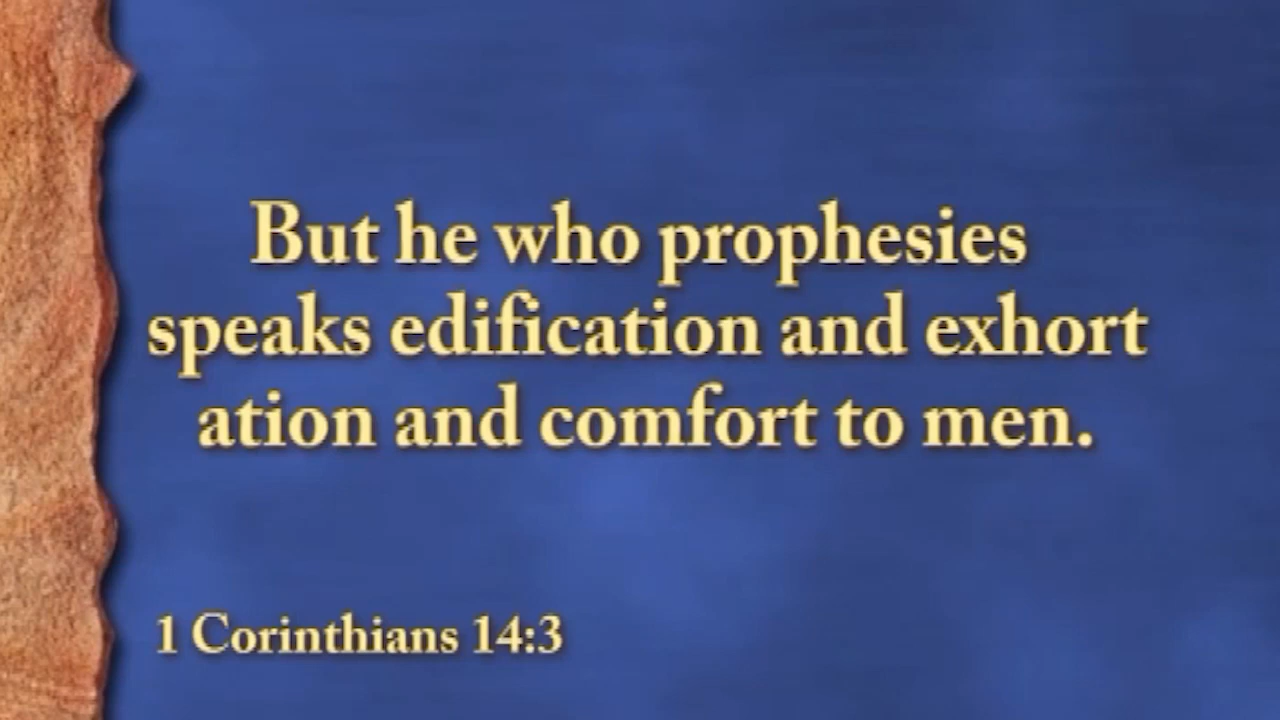 But he who prophesies
speaks edification and exhort
ation and comfort to men.
1 Corinthians 14:3